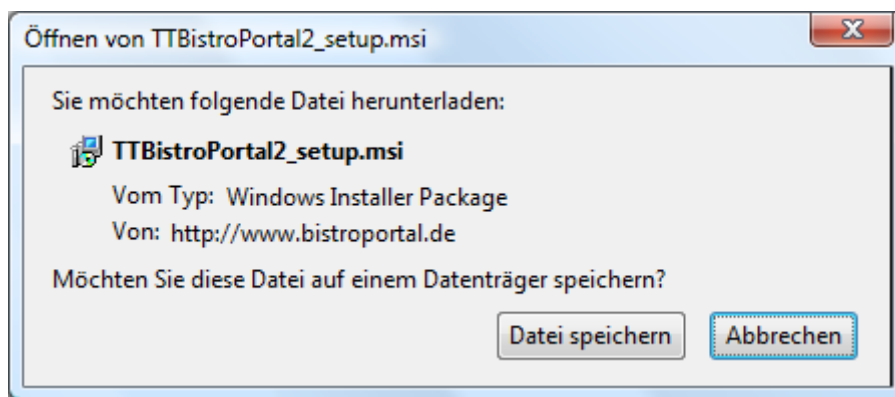 Öffnen von TTBistroPortal2_setup.msi
Sie möchten folgende Datei herunterladen:
TTBistroPortal2_setup.msi
Vom Typ: Windows Installer Package
Von: http://www.bistroportal.de
Möchten Sie diese Datei auf einem Datenträger speichern?
Datei speichern Abbrechen